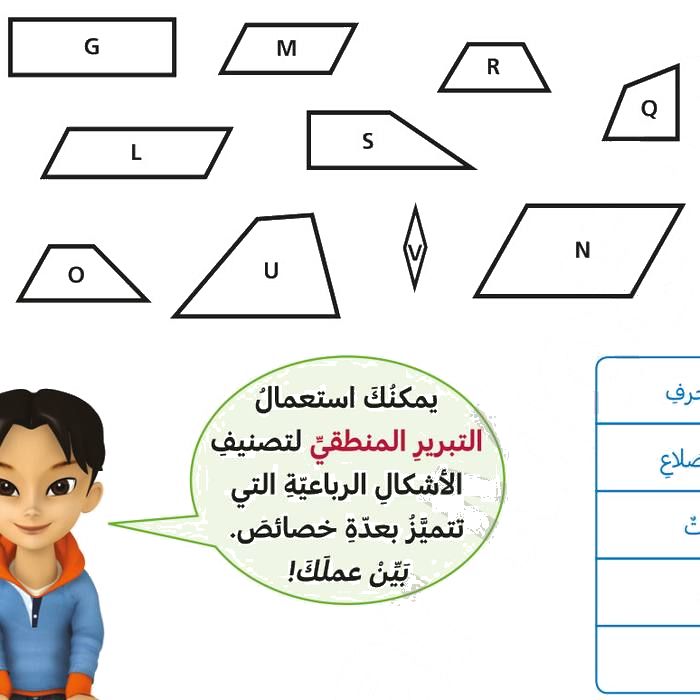 G
M
R
Q
L
S
O
U
V
N
يمكنُكَ استعمالُ
التبريرِ المنطقيِّ لتصنيفِ
الأشكالِ الرباعيّةِ التي
تتميَّزُ بعدّةِ خصائصَ.
بَيِّنْ عملَكَ!